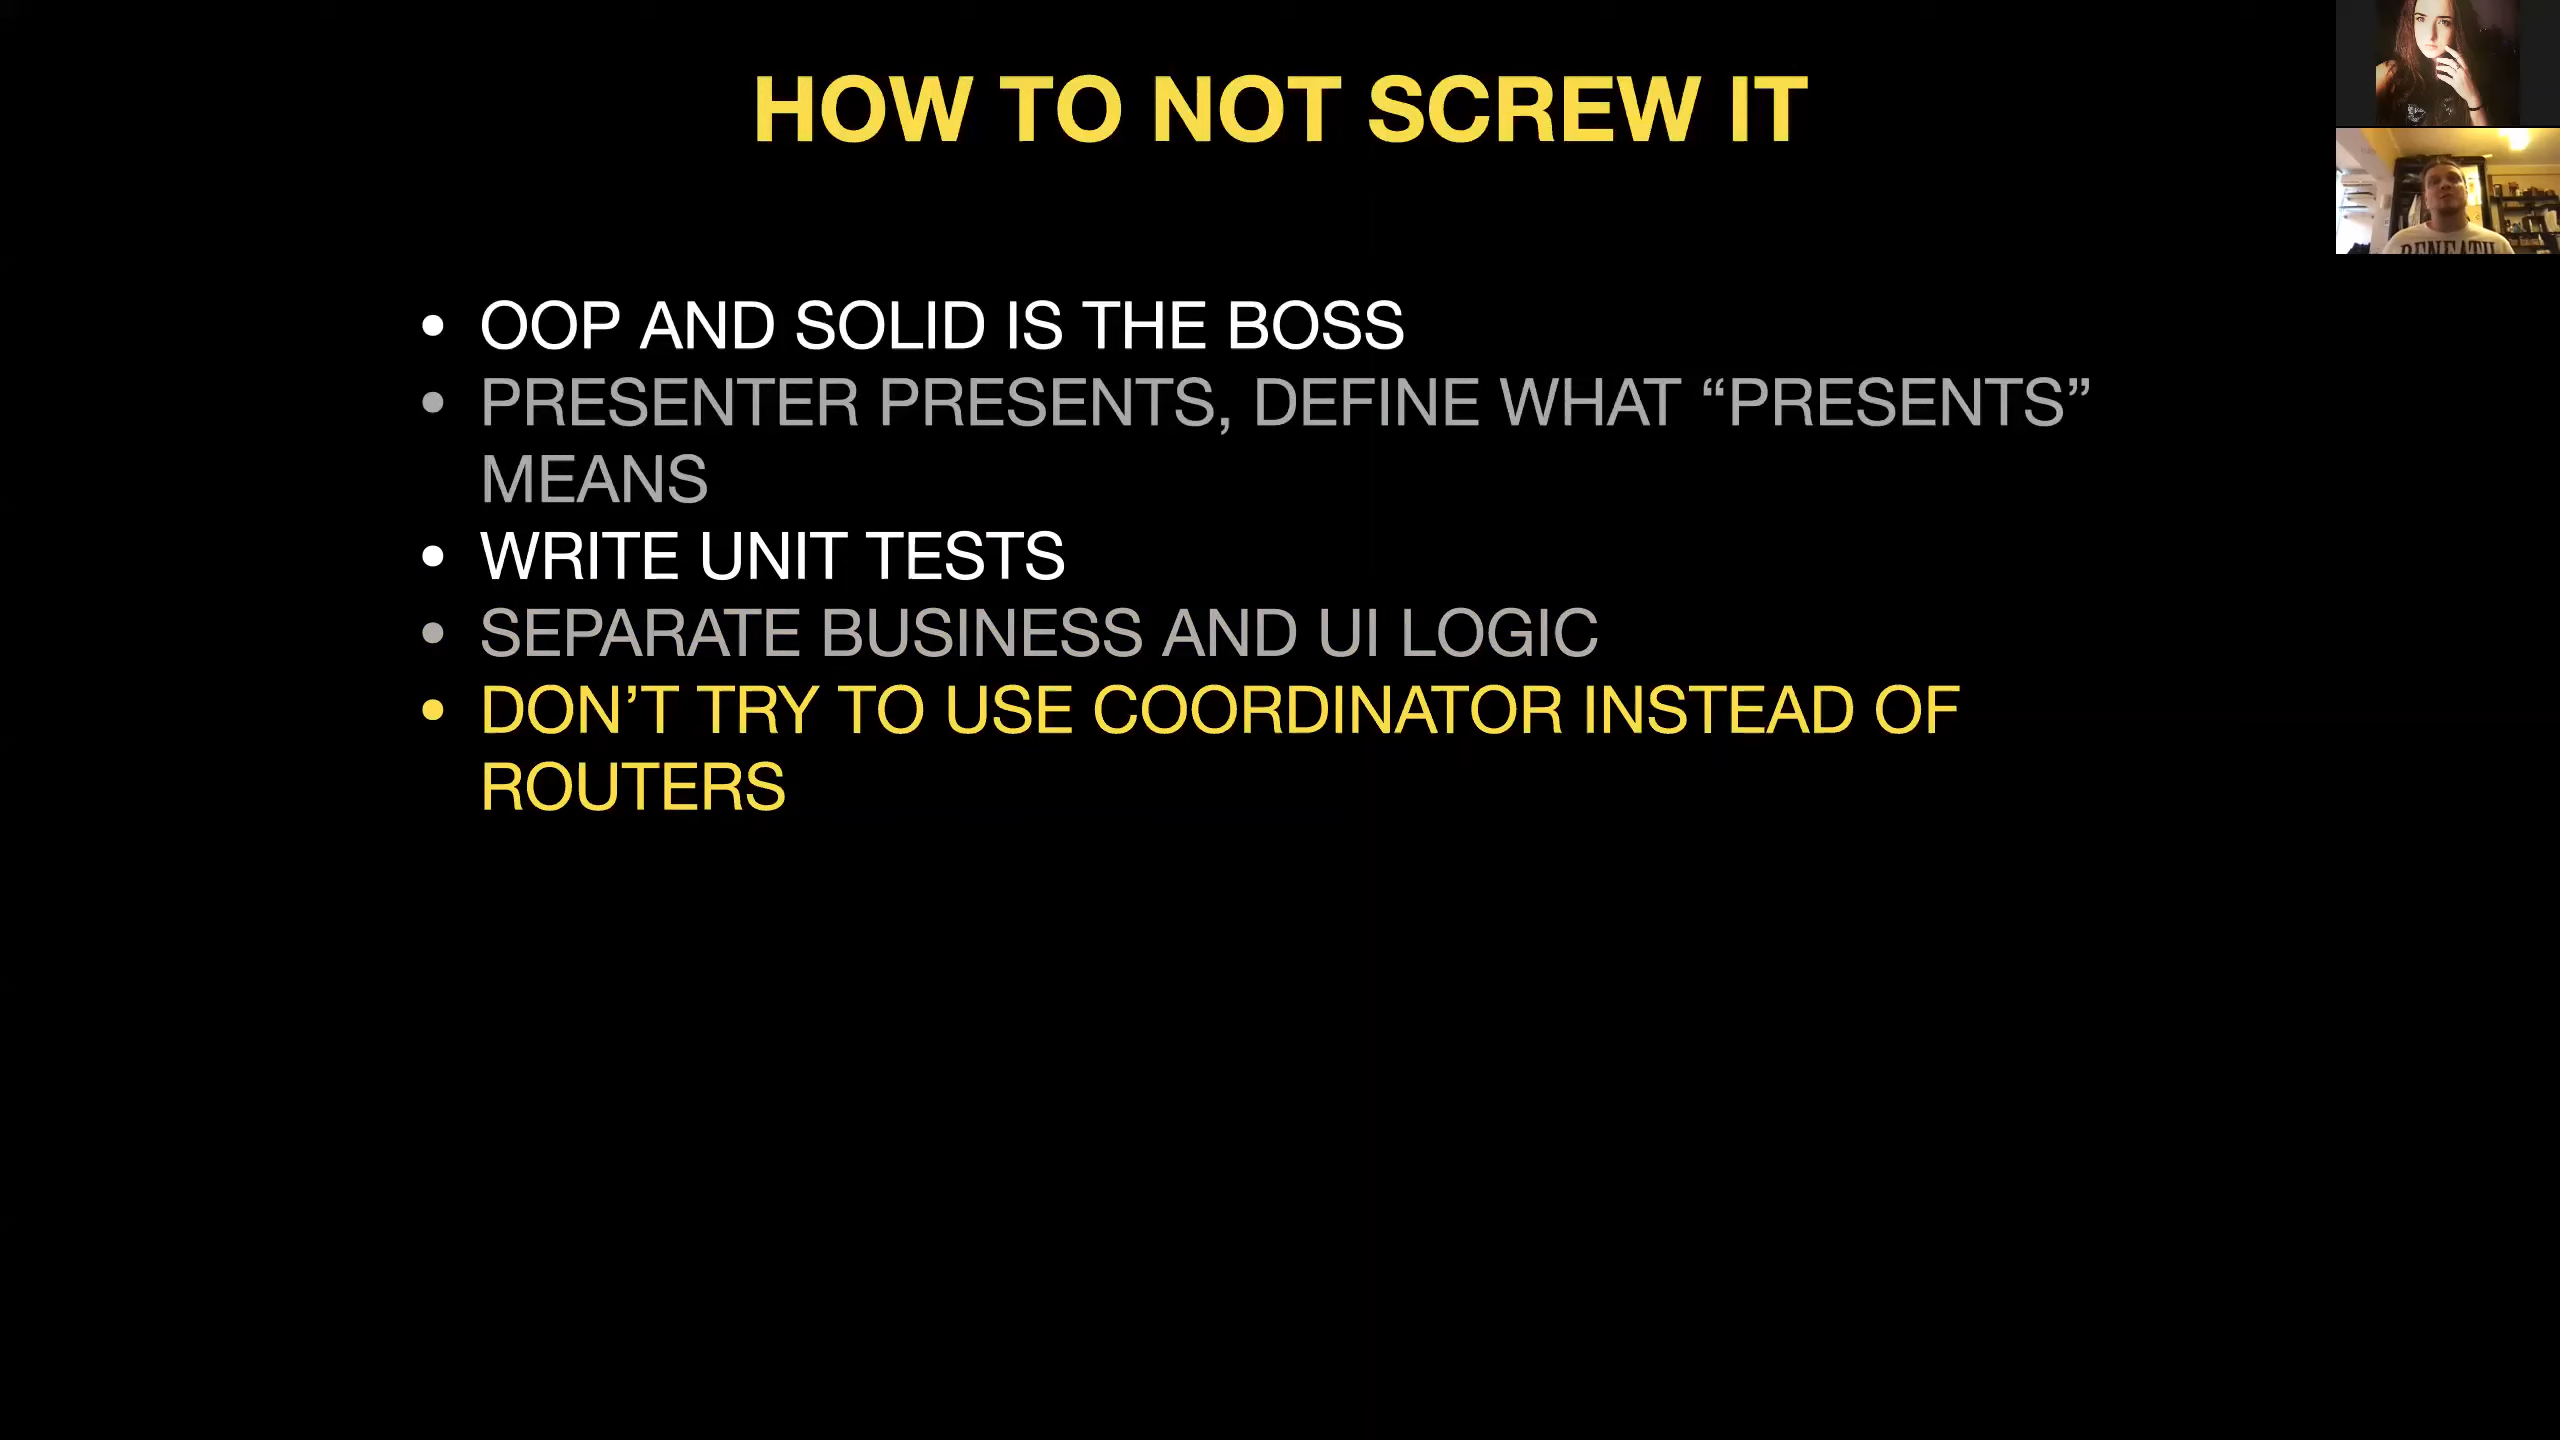 HOW TO NOT SCREW IT
• OOP AND SOLID IS THE BOSS
• PRESENTER PRESENTS, DEFINE WHAT “PRESENTS”
MEANS
• WRITE UNIT TESTS
• SEPARATE BUSINESS AND UI LOGIC
• DON’T TRY TO USE COORDINATOR INSTEAD OF
ROUTERS
BENEATH